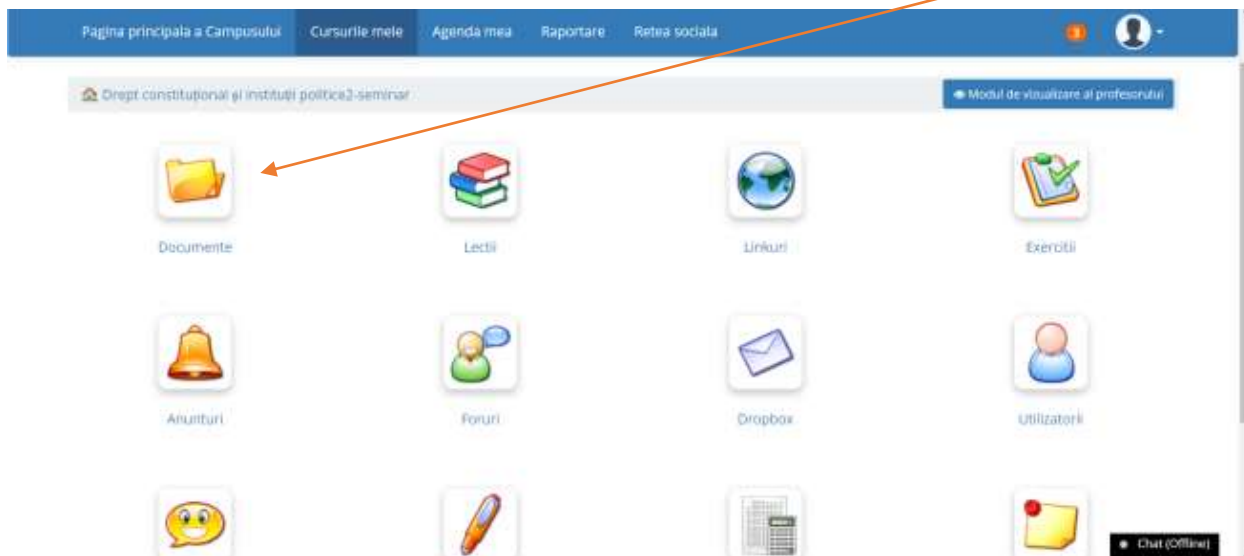 Pagina principala a Campusului Cursurile mele Agenda mea Raportare Retea sociala
Drept constituțional și instituții politice2-seminar Modul de vizualizare al profesorului
Documente Lectii Linkuri Exercitii
Anunturi Foruri Dropbox Utilizatorii
Chat (Offline)